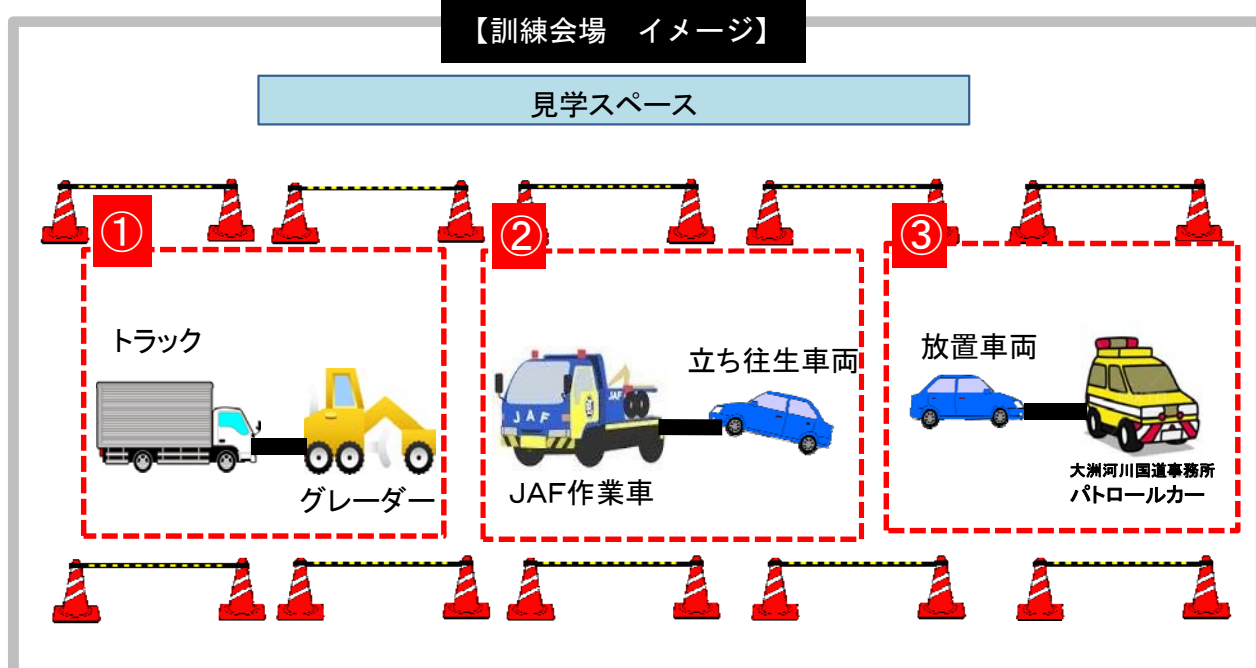 【訓練会場　イメージ】
見学スペース
①
②
③
トラック
グレーダー
立ち往生車両
JAF
JAF
JAF作業車
放置車両
大洲河川国道事務所
パトロールカー